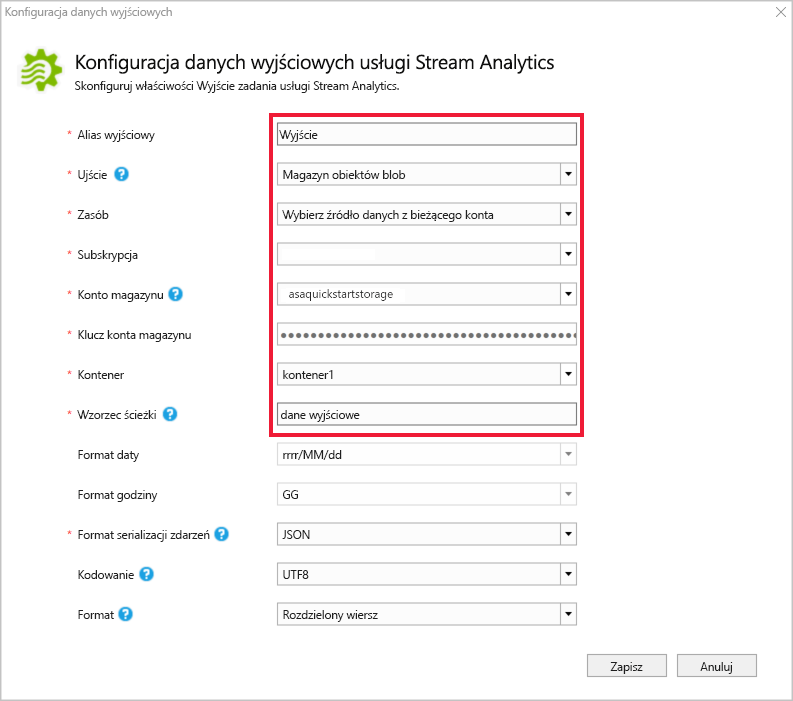 Konfiguracja danych wyjściowych
Konfiguracja danych wyjściowych usługi Stream Analytics
Skonfiguruj właściwości Wyjście zadania usługi Stream Analytics.
* Alias wyjściowy Wyjście
* Ujście ? Magazyn obiektów blob
* Zasób Wybierz źródło danych z bieżącego konta
* Subskrypcja
* Konto magazynu ? asaquickstartstorage
* Klucz konta magazynu ●●●●●●●●●●●●●●●●●●●●●●●●●●●●●●●●●●●●●
* Kontener kontener1
* Wzorzec ścieżki ? dane wyjściowe
Format daty rrrr/MM/dd
Format godziny GG
* Format serializacji zdarzeń ? JSON
Kodowanie ? UTF8
Format ? Rozdzielony wiersz
Zapisz Anuluj